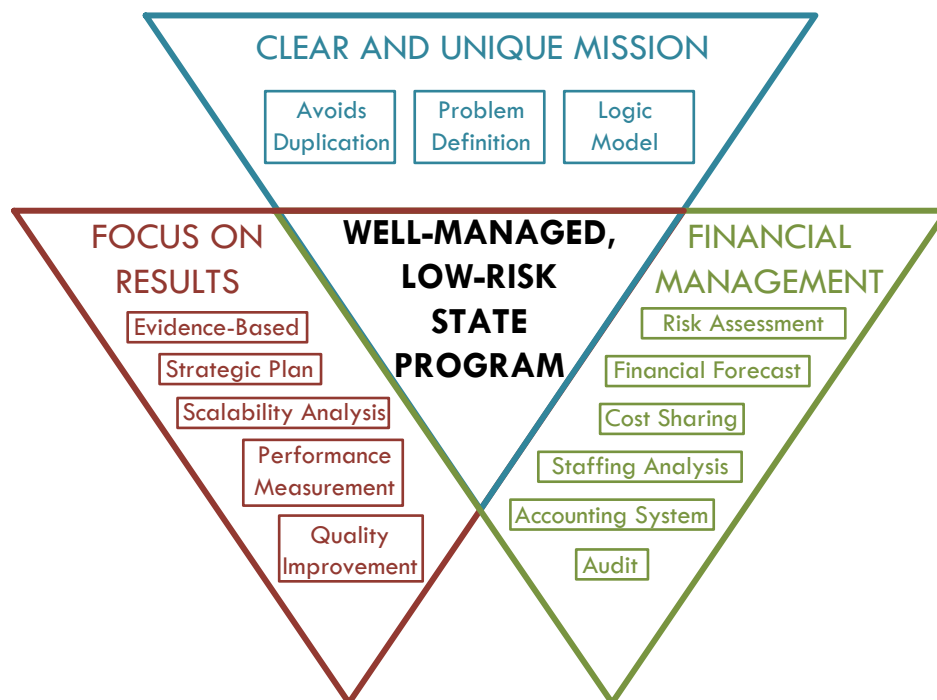 CLEAR AND UNIQUE MISSION
Avoids
Duplication
Problem
Definition
Logic
Model
WELL-MANAGED,
LOW-RISK
STATE
PROGRAM
FOCUS ON
RESULTS
Evidence-Based
Strategic Plan
Scalability Analysis
Performance
Measurement
Quality
Improvement
FINANCIAL
MANAGEMENT
Risk Assessment
Financial Forecast
Cost Sharing
Staffing Analysis
Accounting System
Audit